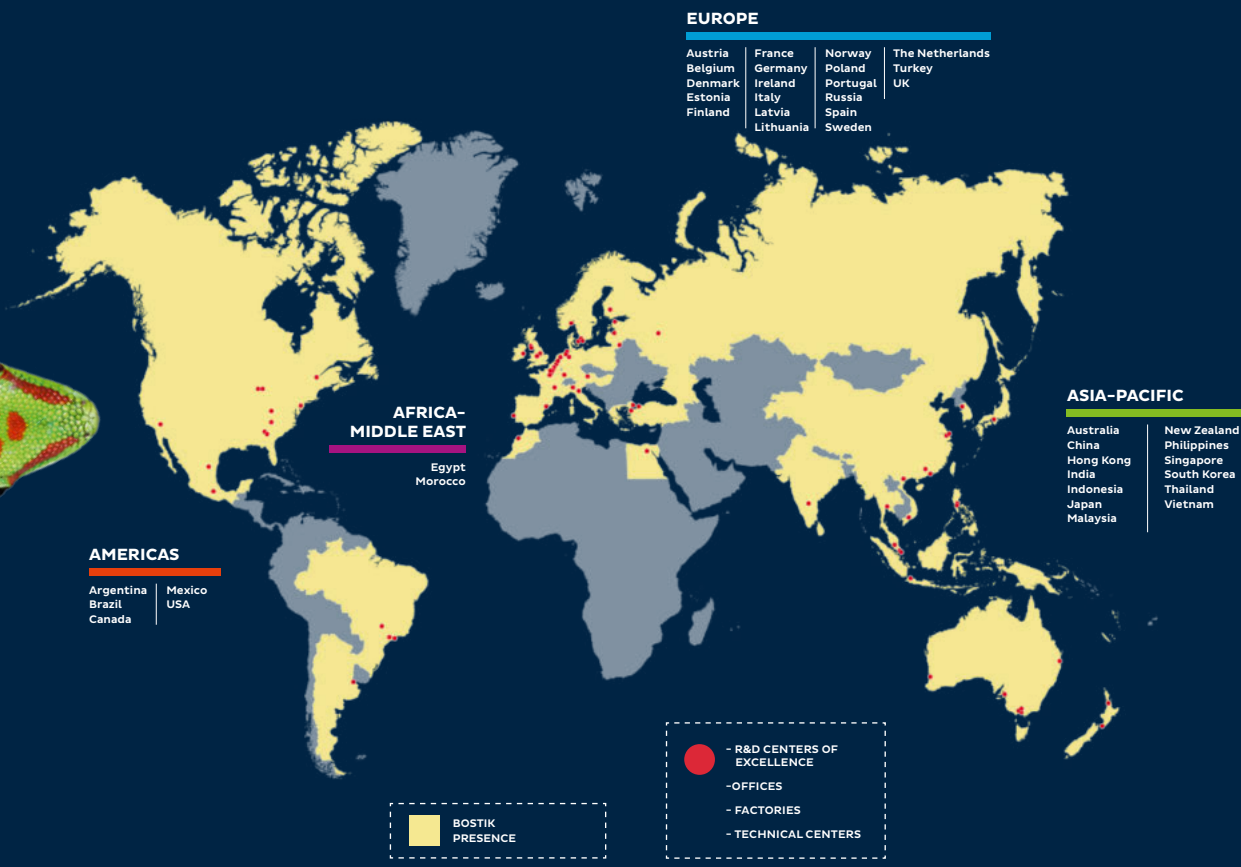 EUROPE
Austria
Belgium
Denmark
Estonia
Finland
France
Germany
Ireland
Italy
Latvia
Lithuania
Norway
Poland
Portugal
Russia
Spain
Sweden
The Netherlands
Turkey
UK
AFRICA-
MIDDLE EAST
Egypt
Morocco
ASIA-PACIFIC
Australia
China
Hong Kong
India
Indonesia
Japan
Malaysia
New Zealand
Philippines
Singapore
South Korea
Thailand
Vietnam
AMERICAS
Argentina
Brazil
Canada
Mexico
USA
- R&D CENTERS OF
EXCELLENCE
-OFFICES
- FACTORIES
- TECHNICAL CENTERS
BOSTIK
PRESENCE